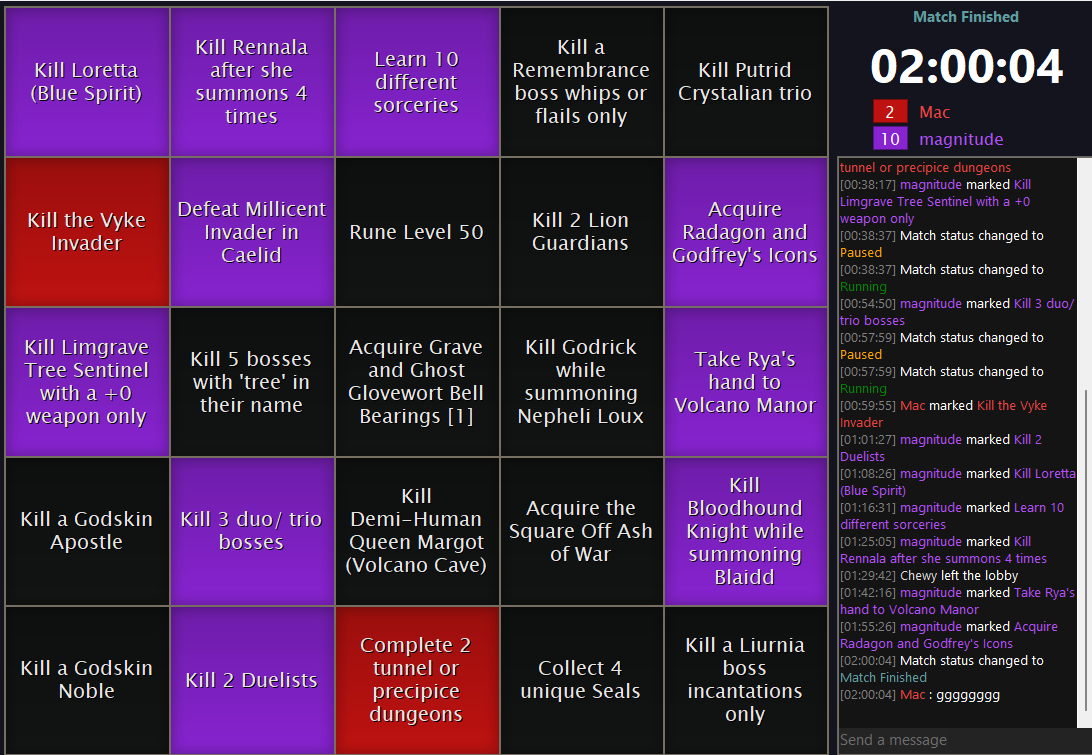 Kill Loretta
(Blue Spirit)
Kill Rennala
after she
summons 4
times
Learn 10
different
sorceries
Kill a
Remembrance
boss whips or
flails only
Kill Putrid
Crystalian trio
Kill the Vyke
Invader
Defeat Millicent
Invader in
Caelid
Rune Level 50
Kill 2 Lion
Guardians
Acquire
Radagon and
Godfrey's Icons
Kill Limgrave
Tree Sentinel
with a +0
weapon only
Kill 5 bosses
with 'tree' in
their name
Acquire Grave
and Ghost
Glovewort Bell
Bearings [1]
Kill Godrick
while
summoning
Nepheli Loux
Take Rya's
hand to
Volcano Manor
Kill a Godskin
Apostle
Kill 3 duo/ trio
bosses
Kill
Demi-Human
Queen Margot
(Volcano Cave)
Acquire the
Square Off Ash
of War
Kill
Bloodhound
Knight while
summoning
Blaidd
Kill a Godskin
Noble
Kill 2 Duelists
Complete 2
tunnel or
precipice
dungeons
Collect 4
unique Seals
Kill a Liurnia
boss
incantations
only
Match Finished
02:00:04
2 Mac
10 magnitude
tunnel or precipice dungeons
[00:38:17] magnitude marked Kill
Limgrave Tree Sentinel with a +0
weapon only
[00:38:37] Match status changed to
Paused
[00:38:37] Match status changed to
Running
[00:54:50] magnitude marked Kill 3 duo/
trio bosses
[00:57:59] Match status changed to
Paused
[00:57:59] Match status changed to
Running
[00:59:55] Mac marked Kill the Vyke
Invader
[01:01:27] magnitude marked Kill 2
Duelists
[01:08:26] magnitude marked Kill Loretta
(Blue Spirit)
[01:16:31] magnitude marked Learn 10
different sorceries
[01:25:05] magnitude marked Kill
Rennala after she summons 4 times
[01:29:42] Chewy left the lobby
[01:42:16] magnitude marked Take Rya's
hand to Volcano Manor
[01:55:26] magnitude marked Acquire
Radagon and Godfrey's Icons
[02:00:04] Match status changed to
Match Finished
[02:00:04] Mac : gggggggg
Send a message